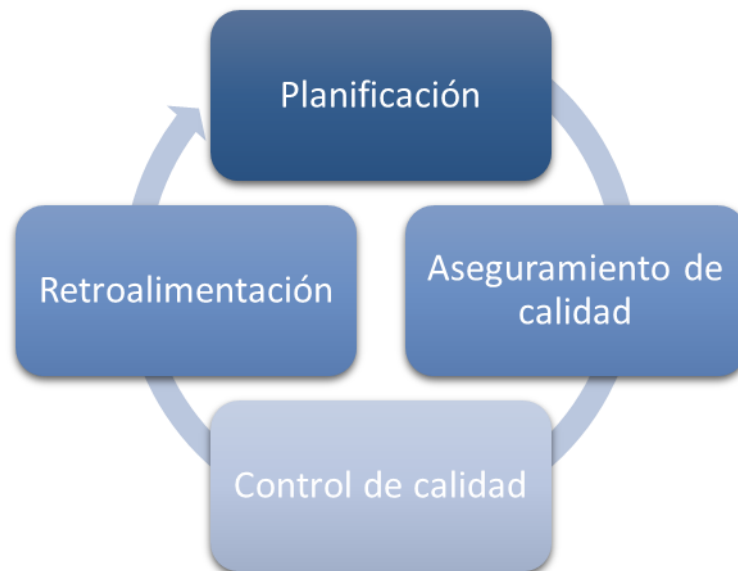 Planificación
Aseguramiento de
calidad
Control de calidad
Retroalimentación